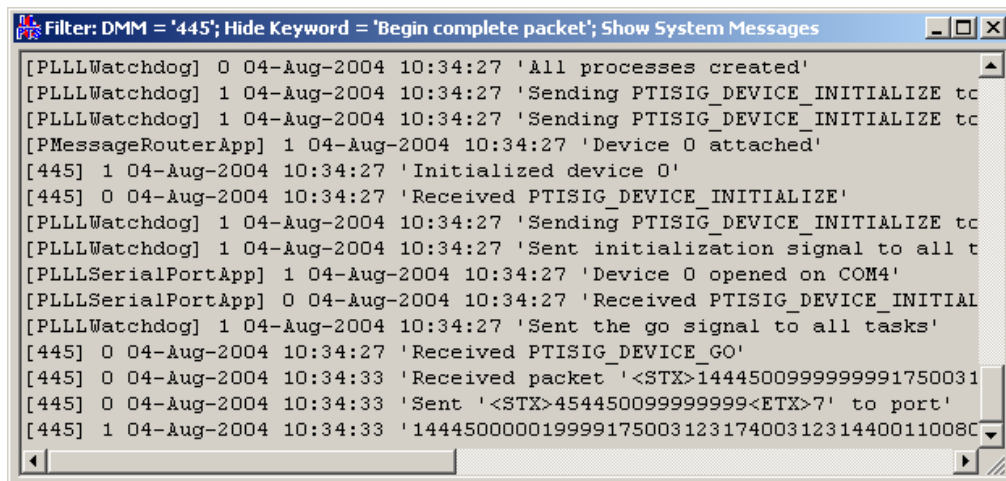 Filter: DMM = '445'; Hide Keyword = 'Begin complete packet'; Show System Messages
[PLLLWatchdog] 0 04-Aug-2004 10:34:27 'All processes created'
[PLLLWatchdog] 1 04-Aug-2004 10:34:27 'Sending PTISIG_DEVICE_INITIALIZE to
[PLLLWatchdog] 1 04-Aug-2004 10:34:27 'Sending PTISIG_DEVICE_INITIALIZE to
[PMessageRouterApp] 1 04-Aug-2004 10:34:27 'Device 0 attached'
[445] 1 04-Aug-2004 10:34:27 'Initialized device 0'
[445] 0 04-Aug-2004 10:34:27 'Received PTISIG_DEVICE_INITIALIZE'
[PLLLWatchdog] 1 04-Aug-2004 10:34:27 'Sending PTISIG_DEVICE_INITIALIZE to
[PLLLWatchdog] 1 04-Aug-2004 10:34:27 'Sent initialization signal to all t
[PLLLSerialPortApp] 1 04-Aug-2004 10:34:27 'Device 0 opened on COM4'
[PLLLSerialPortApp] 0 04-Aug-2004 10:34:27 'Received PTISIG_DEVICE_INITIAL
[PLLLWatchdog] 1 04-Aug-2004 10:34:27 'Sent the go signal to all tasks'
[445] 0 04-Aug-2004 10:34:27 'Received PTISIG_DEVICE_GO'
[445] 0 04-Aug-2004 10:34:33 'Received packet '<STX>14445009999999991750031
[445] 0 04-Aug-2004 10:34:33 'Sent '<STX>454450099999999<ETX>7' to port'
[445] 1 04-Aug-2004 10:34:33 '14445000001999917500312317400312314400110080